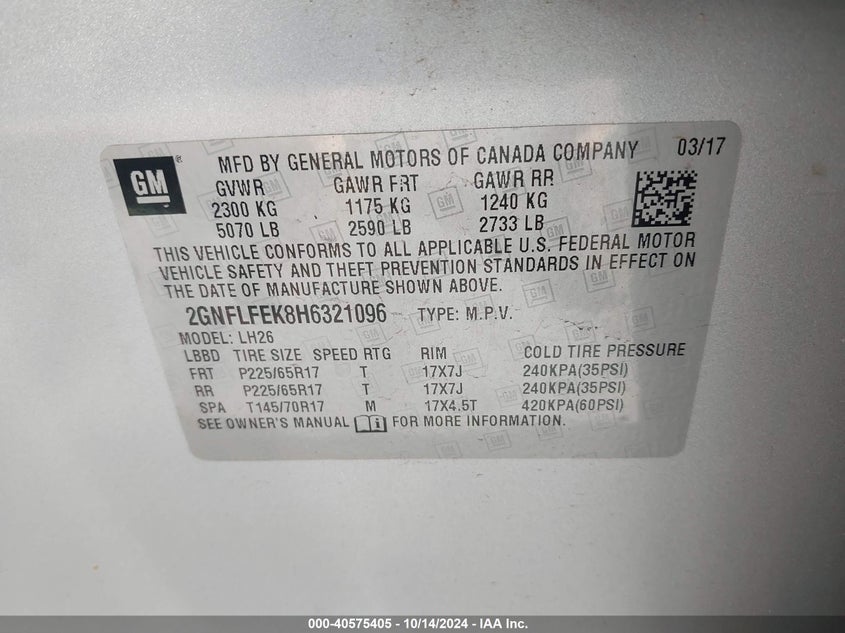 GM ® MFD BY GENERAL MOTORS OF CANADA COMPANY 03/17
GVWR GAWR FRT GAWR RR
2300 KG 1175 KG 1240 KG
5070 LB 2590 LB 2733 LB
THIS VEHICLE CONFORMS TO ALL APPLICABLE U.S. FEDERAL MOTOR
VEHICLE SAFETY AND THEFT PREVENTION STANDARDS IN EFFECT ON
THE DATE OF MANUFACTURE SHOWN ABOVE.
2GNFLFEK8H6321096 TYPE: M.P.V.
MODEL: LH26
LBBD TIRE SIZE SPEED RTG RIM COLD TIRE PRESSURE
FRT P225/65R17 T 17X7J 240KPA(35PSI)
RR P225/65R17 T 17X7J 240KPA(35PSI)
SPA T145/70R17 M 17X4.5T 420KPA(60PSI)
SEE OWNER'S MANUAL FOR MORE INFORMATION.
000-40575405 - 10/14/2024 - IAA Inc.